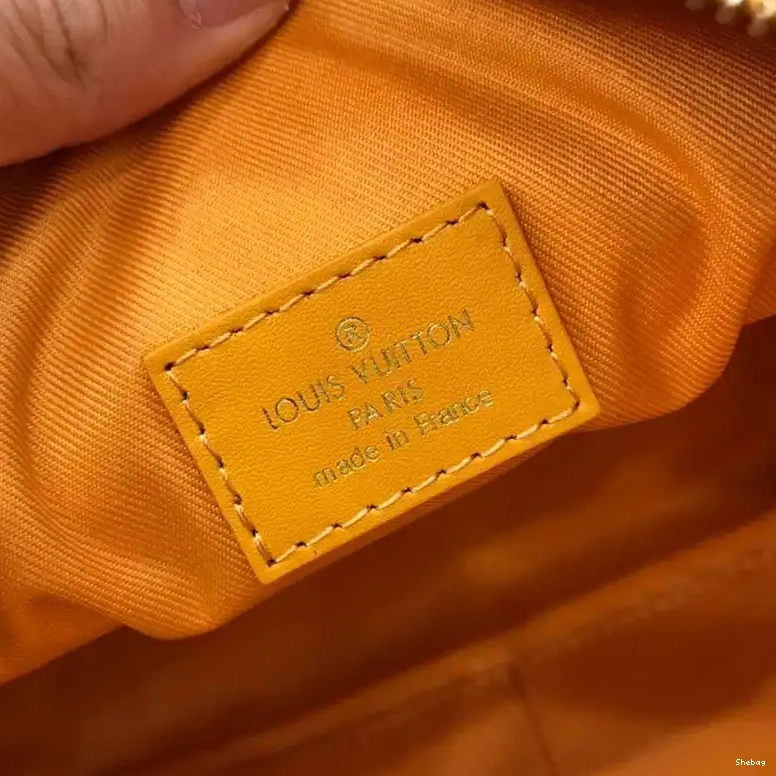 ®
LOUIS VUITTON
PARIS
made in France
Shebag